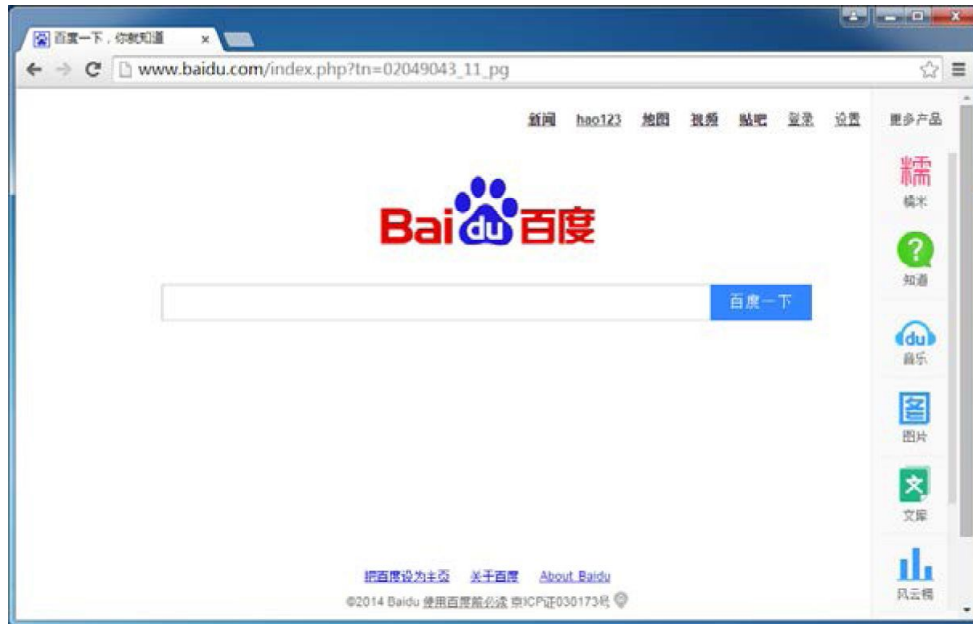 百度一下，你就知道
www.baidu.com/index.php?tn=02049043_11_pg
新闻 hao123 地图 视频 贴吧 登录 设置 更多产品
糯
糯米
Bai du 百度
百度一下
?
知道
du
音乐
图片
文
文库
风云榜
把百度设为主页 关于百度 About Baidu
©2014 Baidu 使用百度前必读 京ICP证030173号